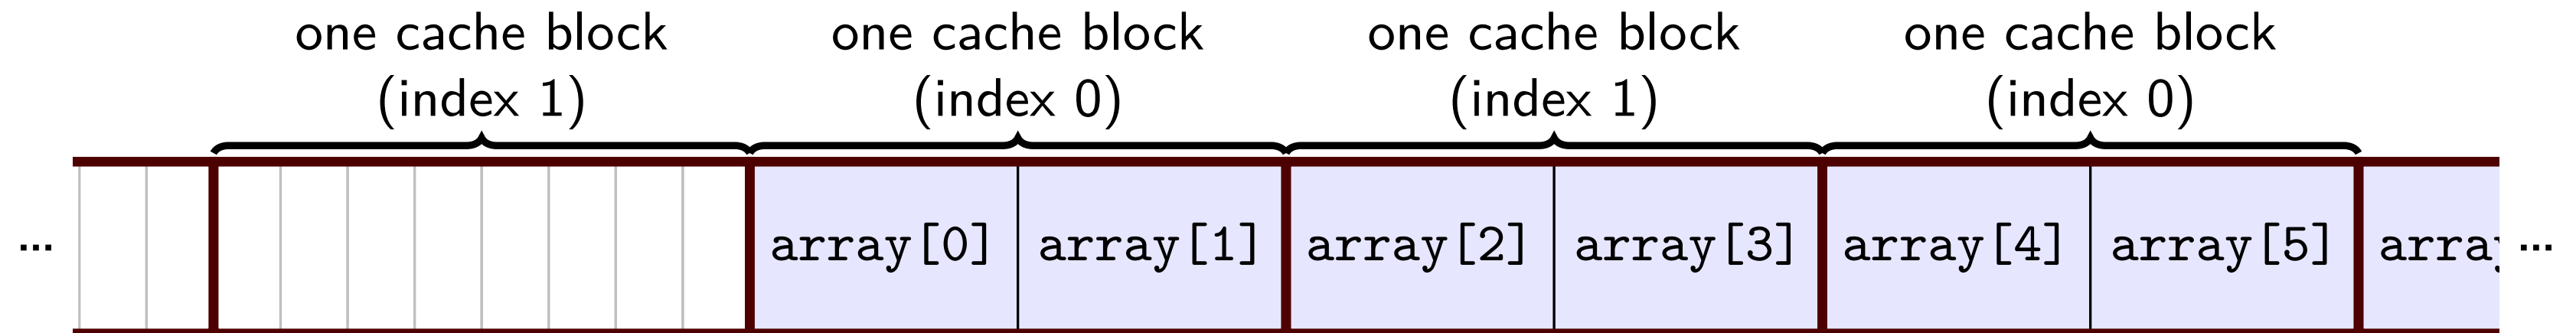 one cache block one cache block one cache block one cache block
(index 1) (index 0) (index 1) (index 0)
... array[0] array[1] array[2] array[3] array[4] array[5] arra ...